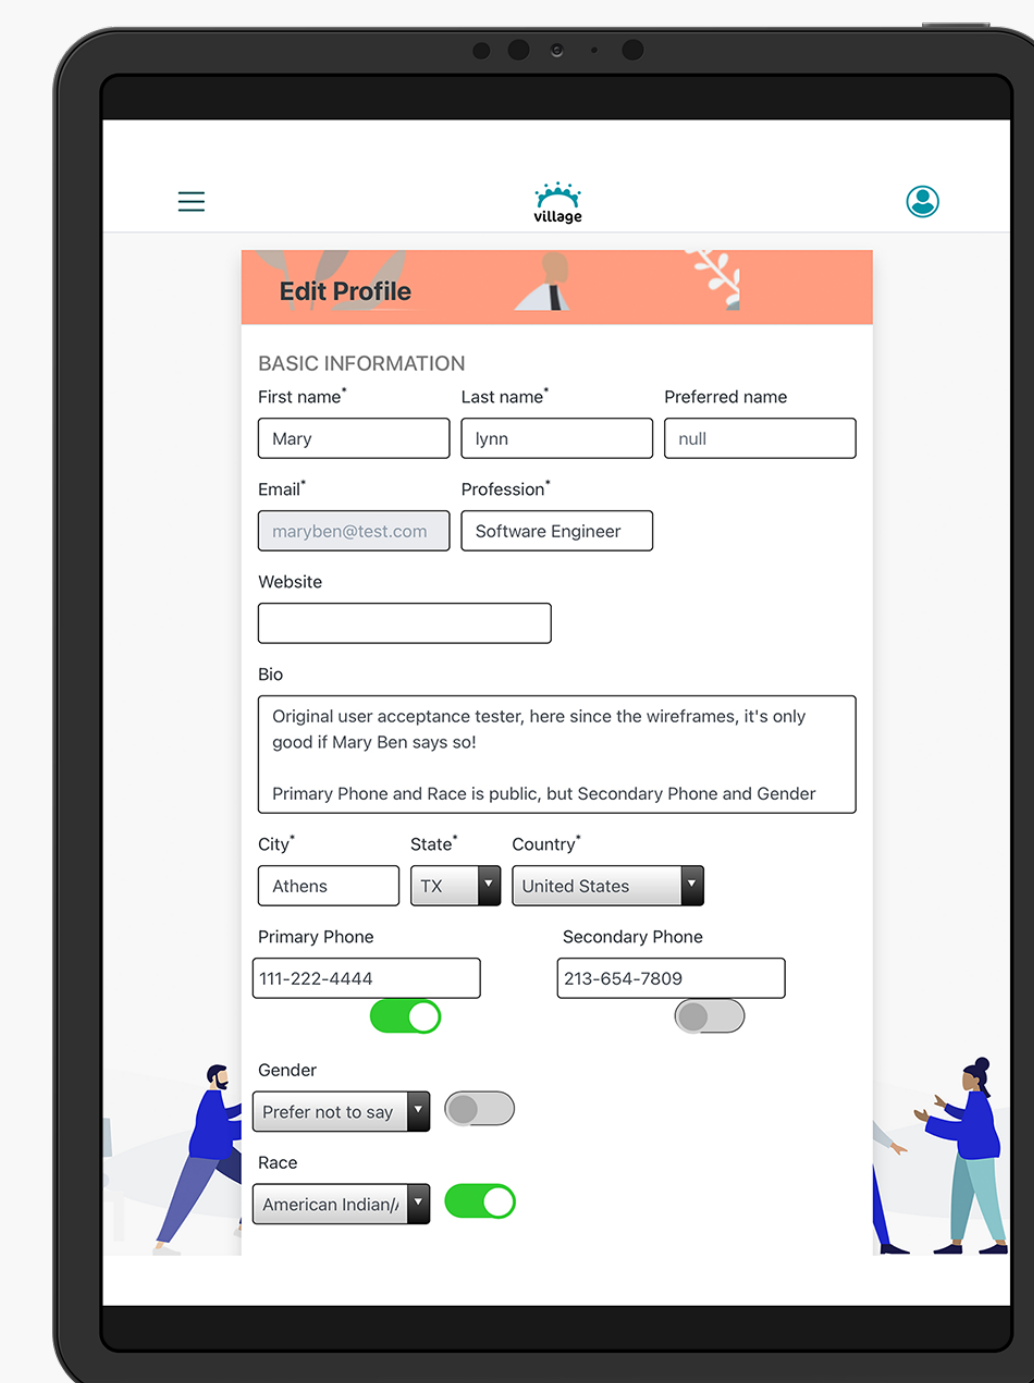 village
Edit Profile
BASIC INFORMATION
First name* Last name* Preferred name
Mary lynn null
Email* Profession*
maryben@test.com Software Engineer
Website
Bio
Original user acceptance tester, here since the wireframes, it's only
good if Mary Ben says so!
Primary Phone and Race is public, but Secondary Phone and Gender
City* State* Country*
Athens TX United States
Primary Phone Secondary Phone
111-222-4444 213-654-7809
Gender
Prefer not to say
Race
American Indian/